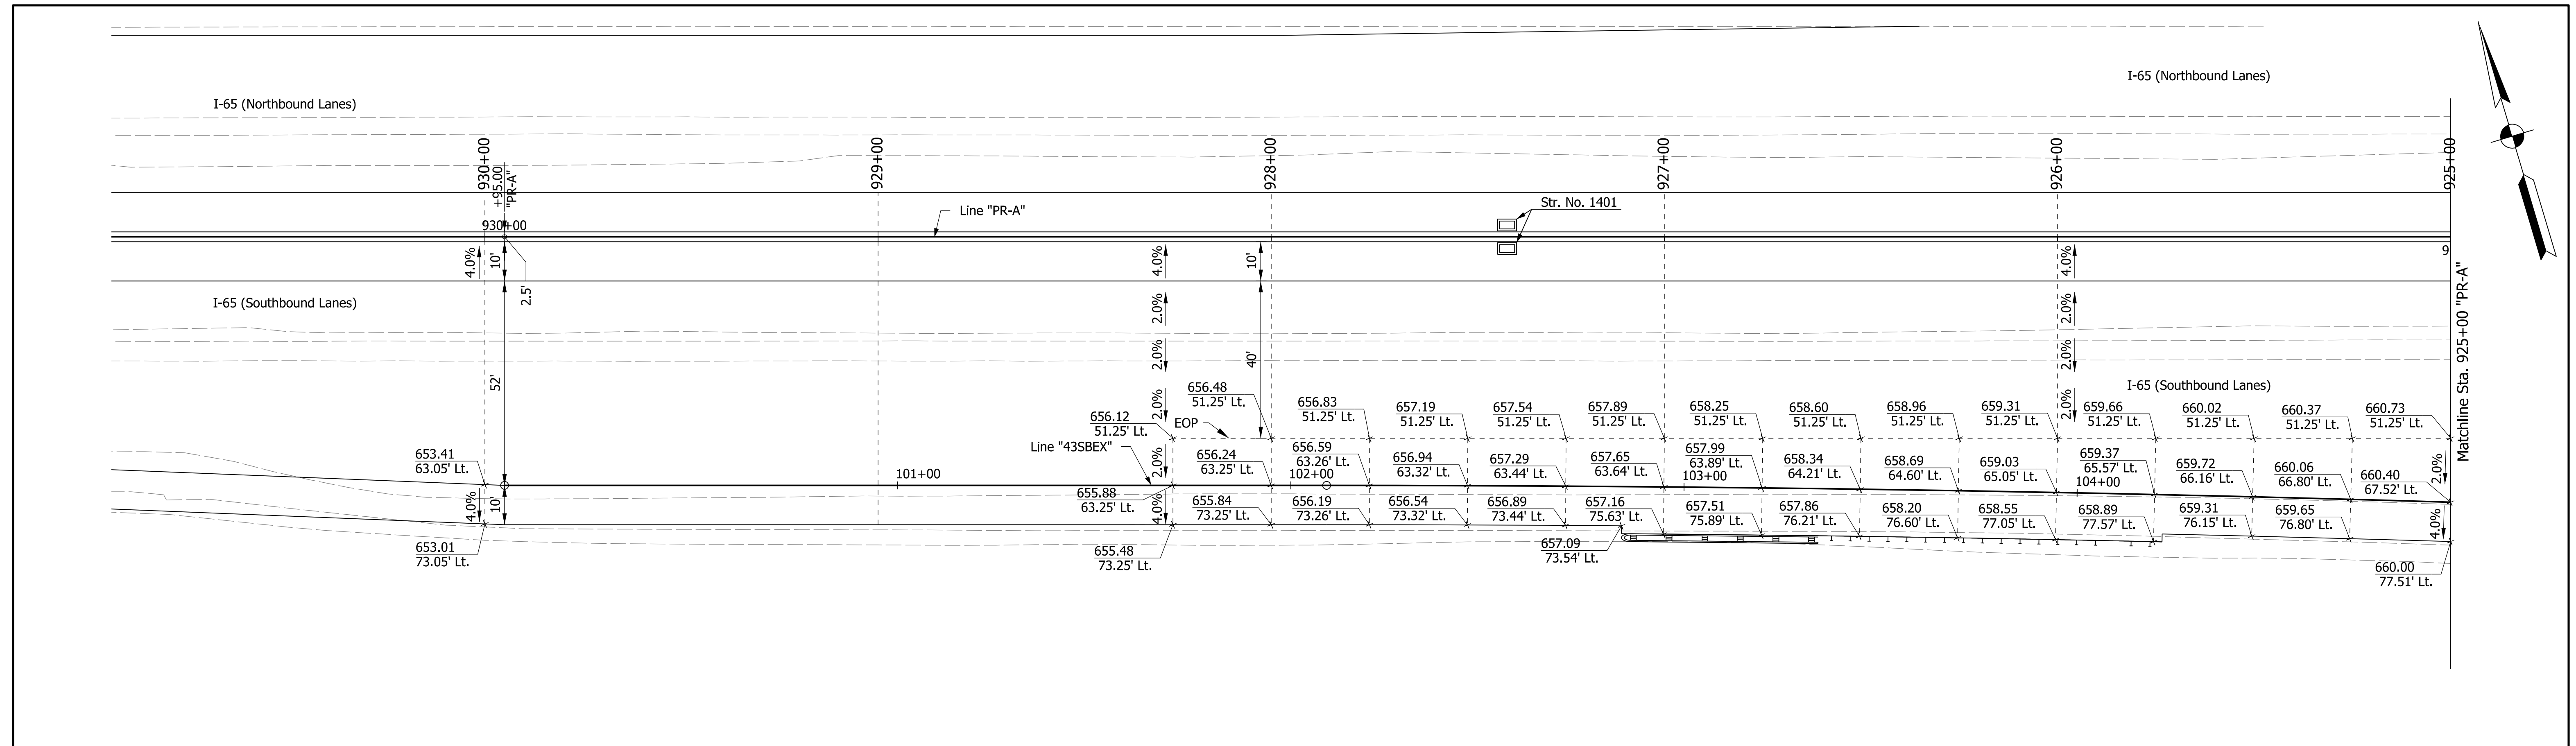 I-65 (Northbound Lanes)
I-65 (Northbound Lanes)
930+00
+95.00
"PR-A"
929+00
928+00
927+00
926+00
925+00
930+00
Line "PR-A"
Str. No. 1401
9
4.0%
10'
2.5'
4.0%
10'
4.0%
Matchline Sta. 925+00 "PR-A"
I-65 (Southbound Lanes)
2.0%
2.0%
52'
2.0%
40'
2.0%
2.0%
I-65 (Southbound Lanes)
2.0%
2.0%
656.12
51.25' Lt.
656.48
51.25' Lt.
656.83
51.25' Lt.
657.19
51.25' Lt.
657.54
51.25' Lt.
657.89
51.25' Lt.
658.25
51.25' Lt.
658.60
51.25' Lt.
658.96
51.25' Lt.
659.31
51.25' Lt.
659.66
51.25' Lt.
660.02
51.25' Lt.
660.37
51.25' Lt.
660.73
51.25' Lt.
EOP
Line "43SBEX"
2.0%
2.0%
653.41
63.05' Lt.
101+00
655.88
63.25' Lt.
656.24
63.25' Lt.
656.59
63.26' Lt.
102+00
656.94
63.32' Lt.
657.29
63.44' Lt.
657.65
63.64' Lt.
657.99
63.89' Lt.
103+00
658.34
64.21' Lt.
658.69
64.60' Lt.
659.03
65.05' Lt.
659.37
65.57' Lt.
104+00
659.72
66.16' Lt.
660.06
66.80' Lt.
660.40
67.52' Lt.
4.0%
10'
4.0%
4.0%
653.01
73.05' Lt.
655.48
73.25' Lt.
655.84
73.25' Lt.
656.19
73.26' Lt.
656.54
73.32' Lt.
656.89
73.44' Lt.
657.09
73.54' Lt.
657.16
75.63' Lt.
657.51
75.89' Lt.
657.86
76.21' Lt.
658.20
76.60' Lt.
658.55
77.05' Lt.
658.89
77.57' Lt.
659.31
76.15' Lt.
659.65
76.80' Lt.
660.00
77.51' Lt.